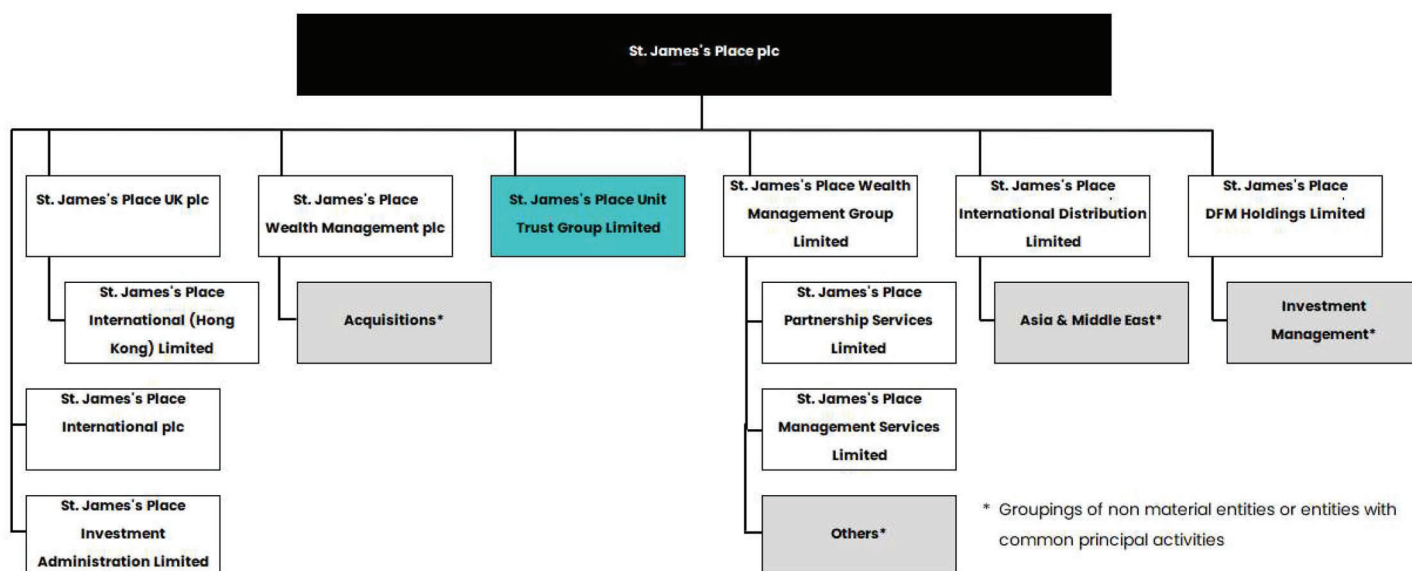 St. James's Place plc
St. James's Place UK plc
St. James's Place
Wealth Management plc
St. James's Place Unit
Trust Group Limited
St. James's Place Wealth
Management Group
Limited
St. James's Place
International Distribution
Limited
St. James's Place
DFM Holdings Limited
St. James's Place
International (Hong
Kong) Limited
Acquisitions*
St. James's Place
Partnership Services
Limited
Asia & Middle East*
Investment
Management*
St. James's Place
International plc
St. James's Place
Management Services
Limited
St. James's Place
Investment
Administration Limited
Others*
* Groupings of non material entities or entities with
common principal activities